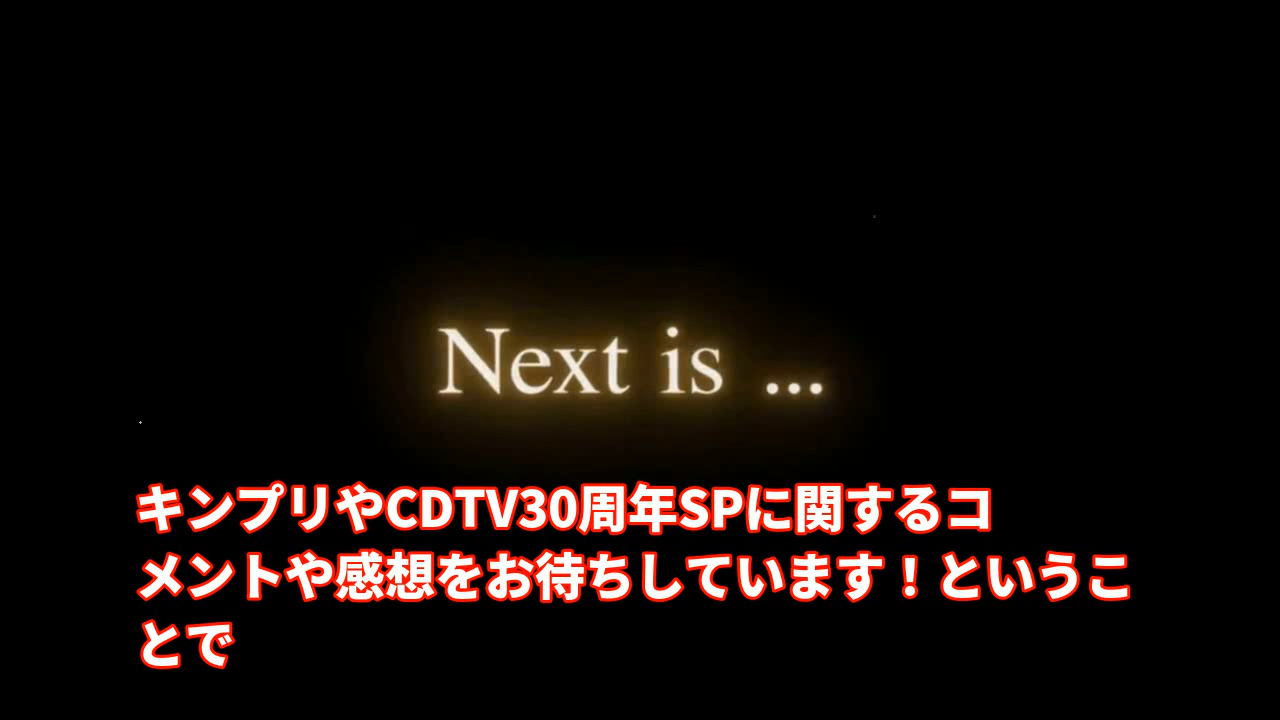 Next is ...
キンプリやCDTV30周年SPに関するコ
メントや感想をお待ちしています！というこ
とで